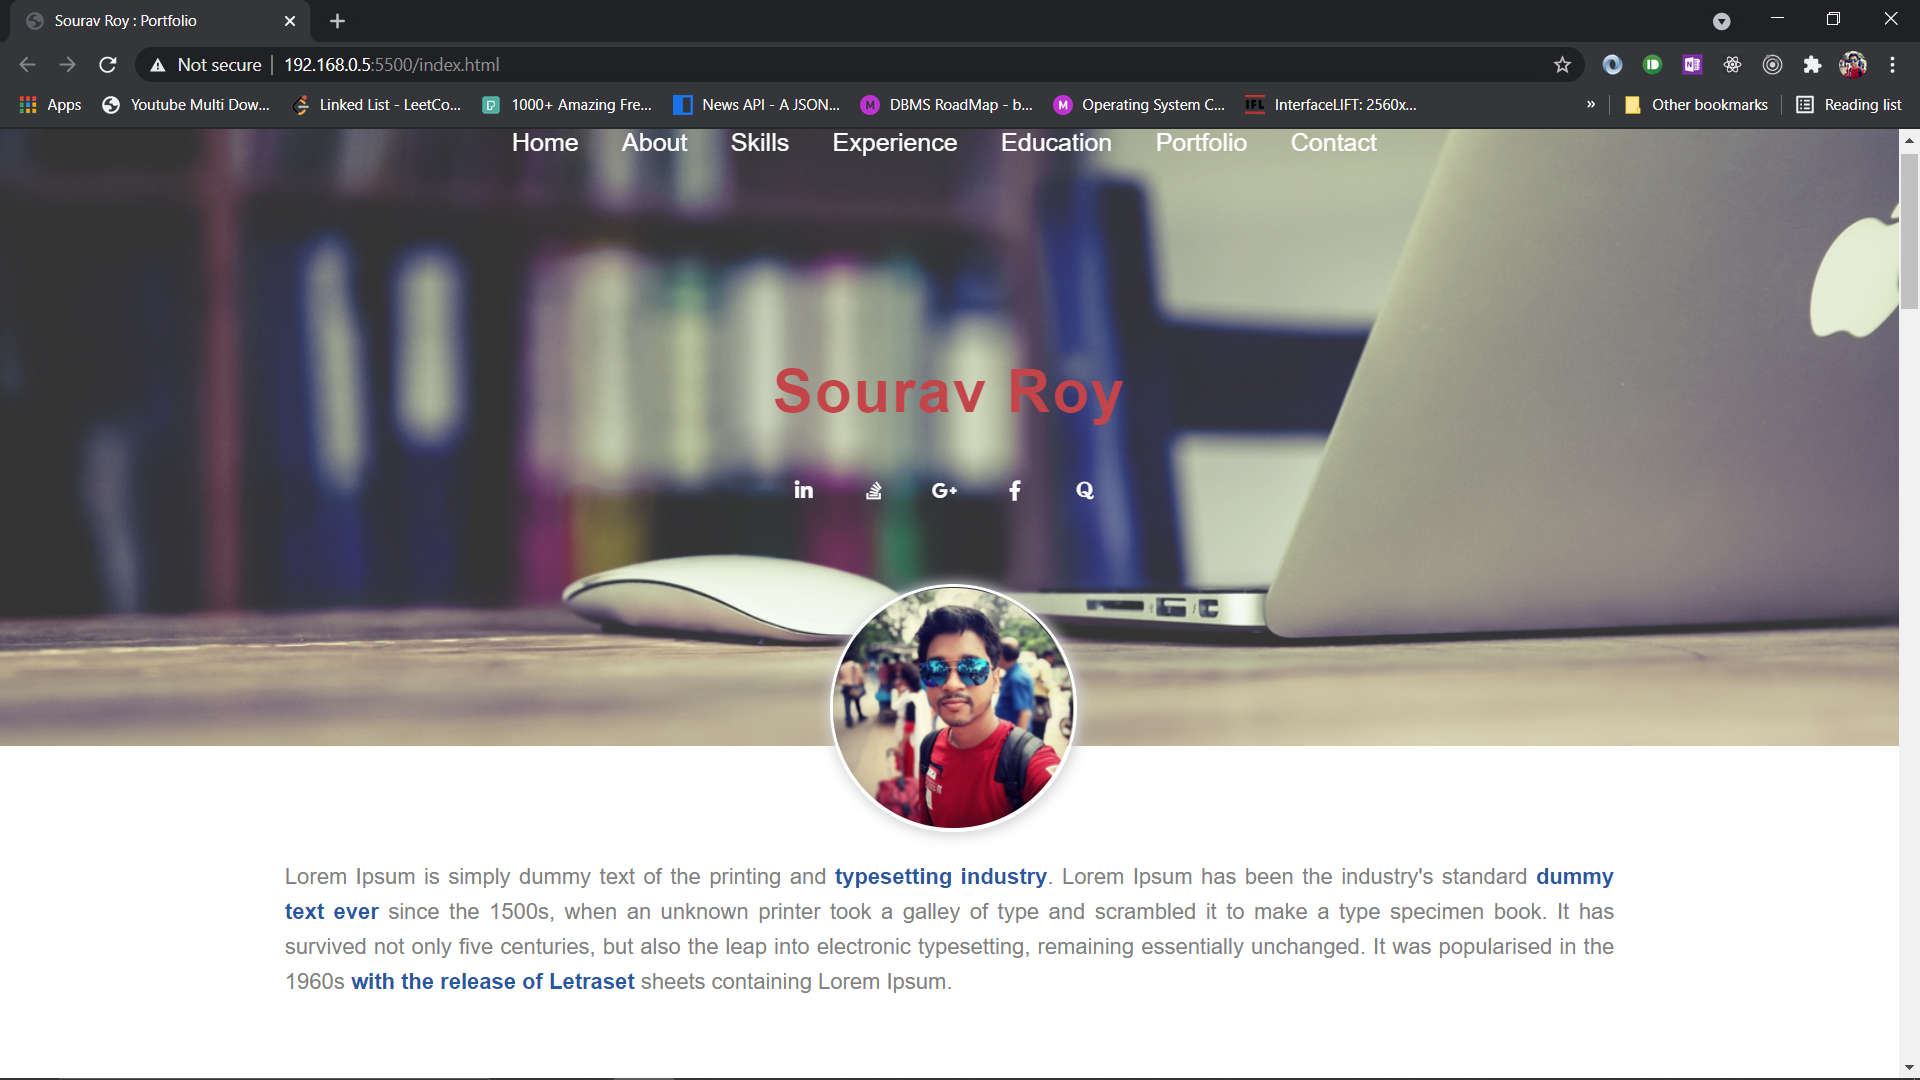 Sourav Roy : Portfolio
Not secure 192.168.0.5:5500/index.html
Apps Youtube Multi Dow... Linked List - LeetCo... 1000+ Amazing Fre... News API - A JSON... DBMS RoadMap - b... Operating System C... InterfaceLIFT: 2560x... » Other bookmarks Reading list
Home About Skills Experience Education Portfolio Contact
Sourav Roy
Lorem Ipsum is simply dummy text of the printing and typesetting industry. Lorem Ipsum has been the industry's standard dummy
text ever since the 1500s, when an unknown printer took a galley of type and scrambled it to make a type specimen book. It has
survived not only five centuries, but also the leap into electronic typesetting, remaining essentially unchanged. It was popularised in the
1960s with the release of Letraset sheets containing Lorem Ipsum.